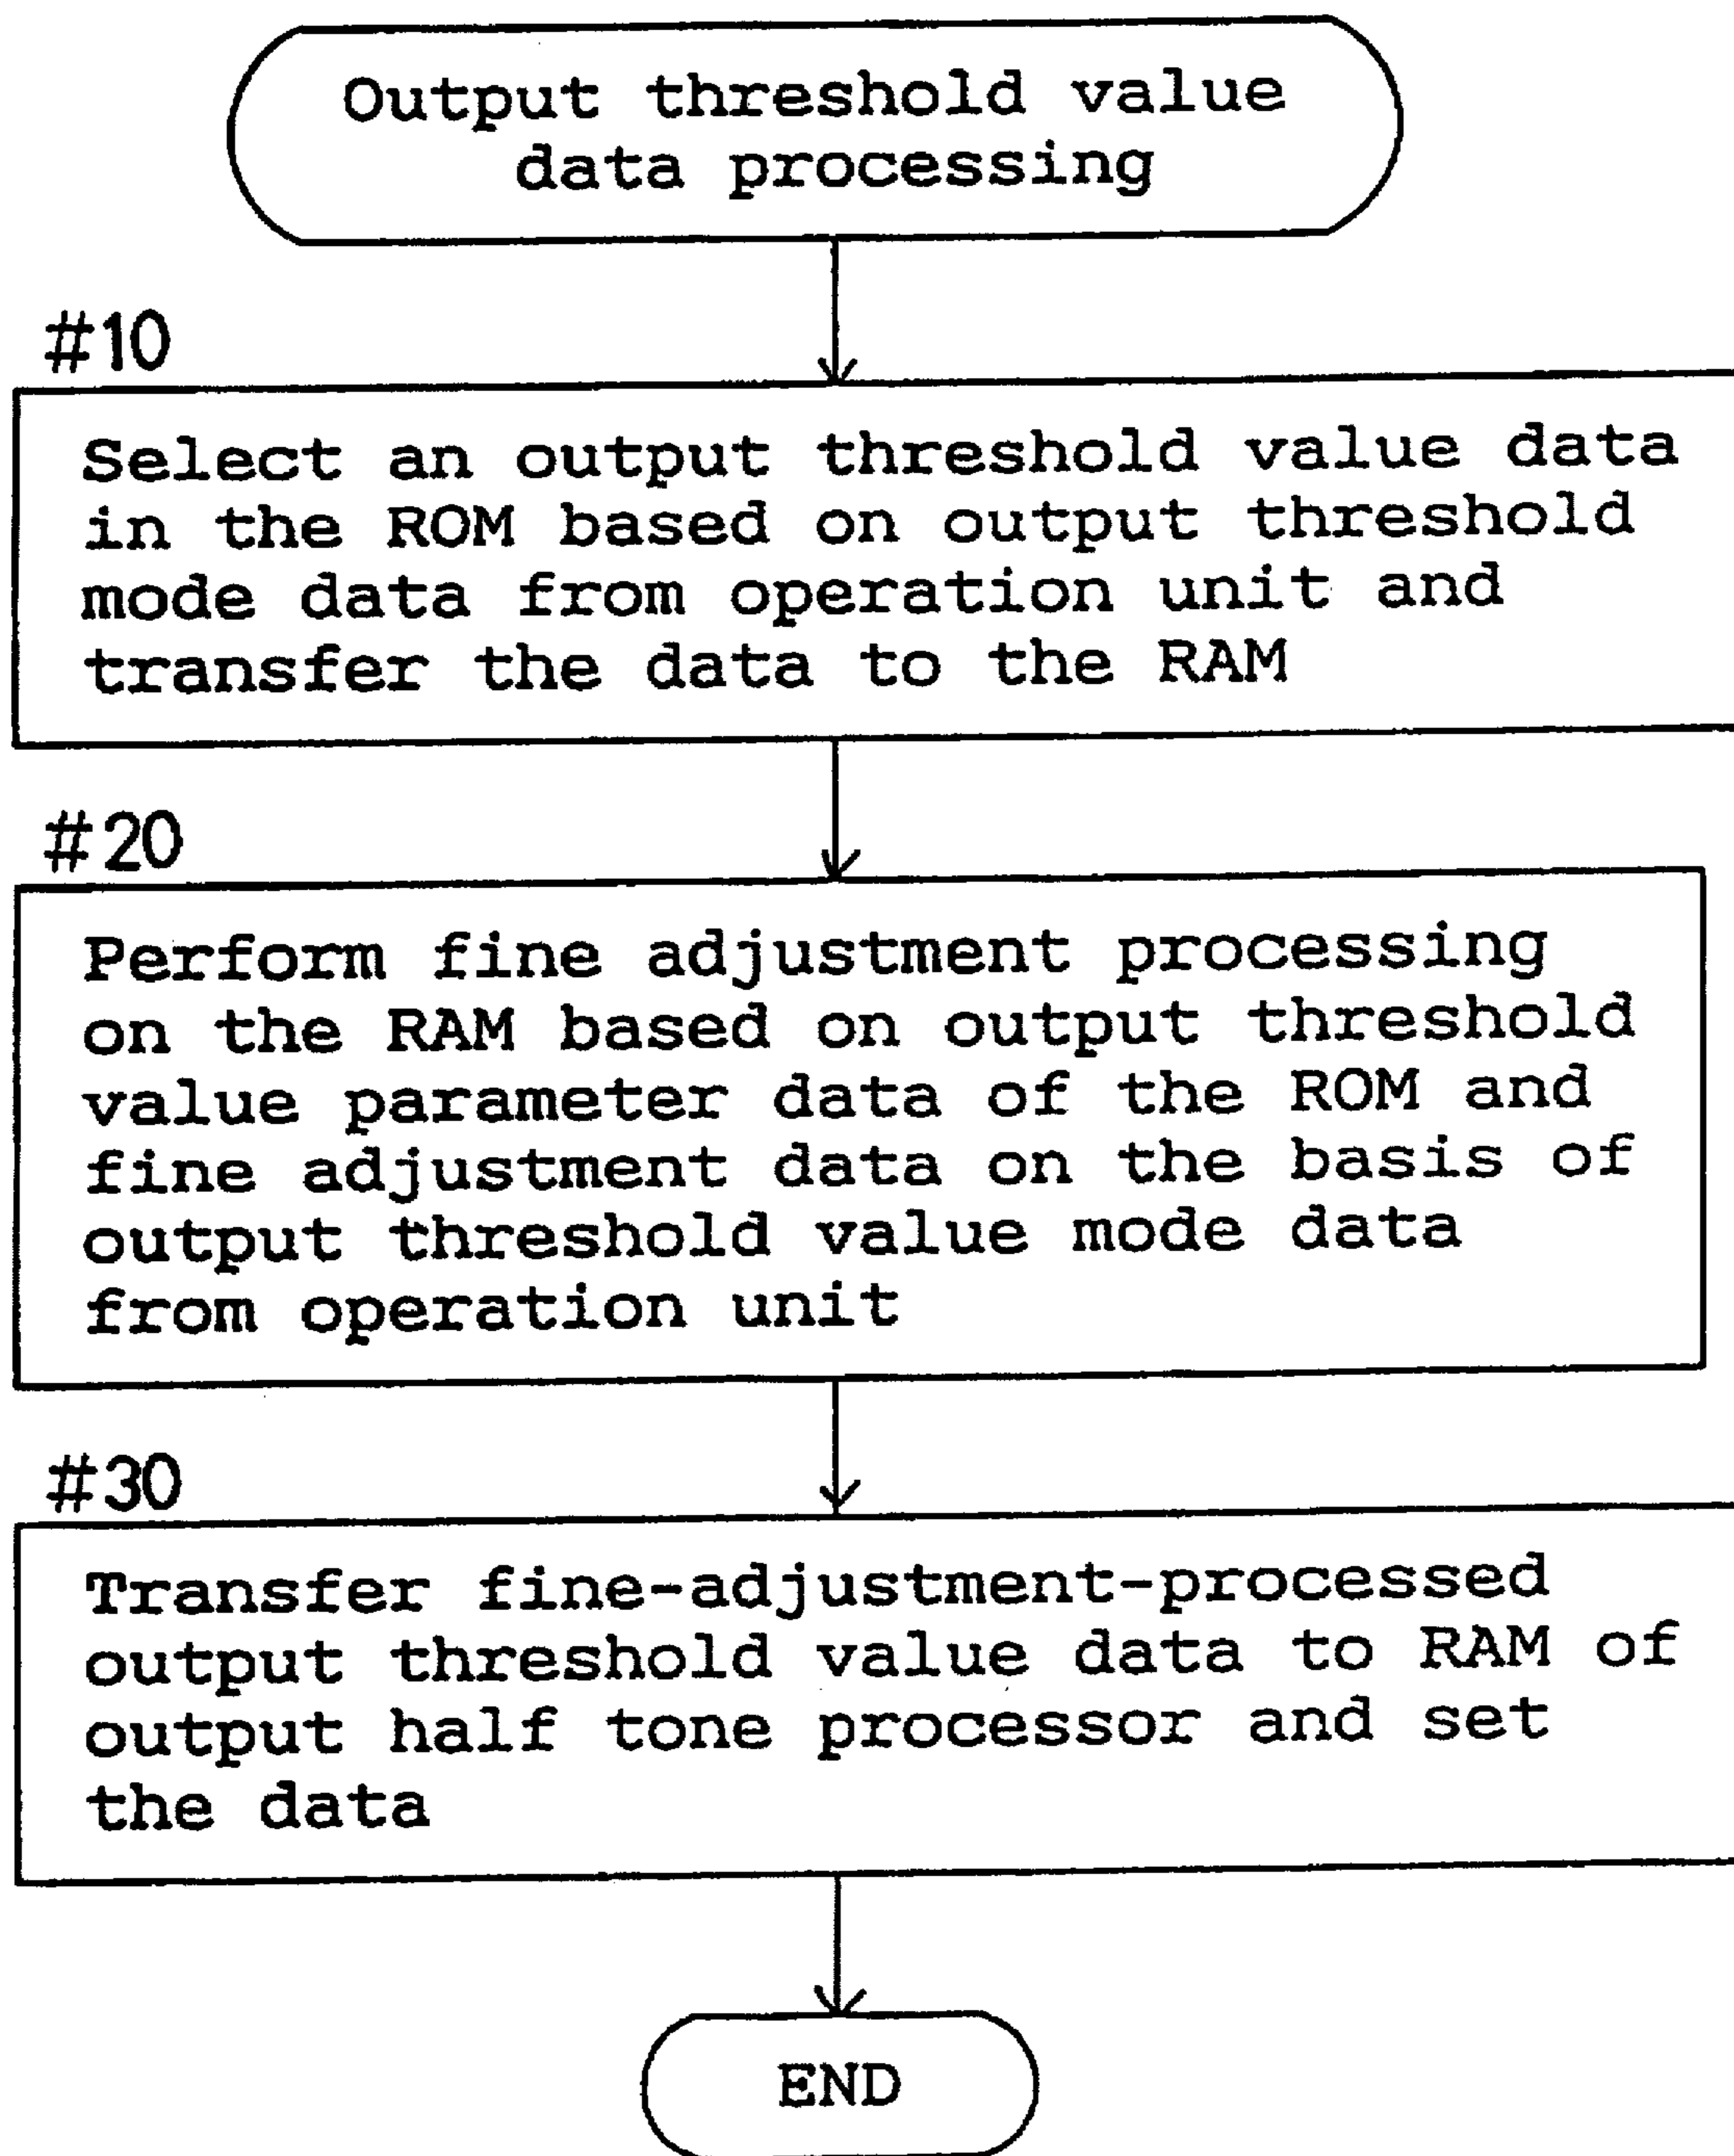 Output threshold value
data processing
#10
Select an output threshold value data
in the ROM based on output threshold
mode data from operation unit and
transfer the data to the RAM
#20
Perform fine adjustment processing
on the RAM based on output threshold
value parameter data of the ROM and
fine adjustment data on the basis of
output threshold value mode data
from operation unit
#30
Transfer fine-adjustment-processed
output threshold value data to RAM of
output half tone processor and set
the data
END